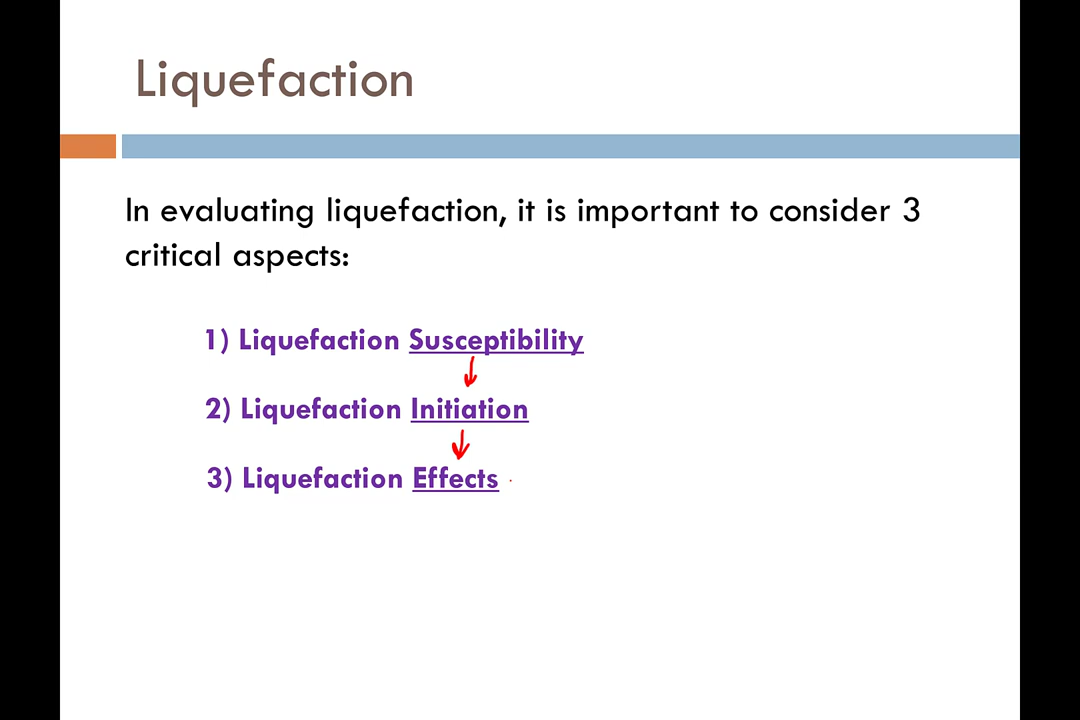 Liquefaction
In evaluating liquefaction, it is important to consider 3
critical aspects:
1) Liquefaction Susceptibility
2) Liquefaction Initiation
3) Liquefaction Effects